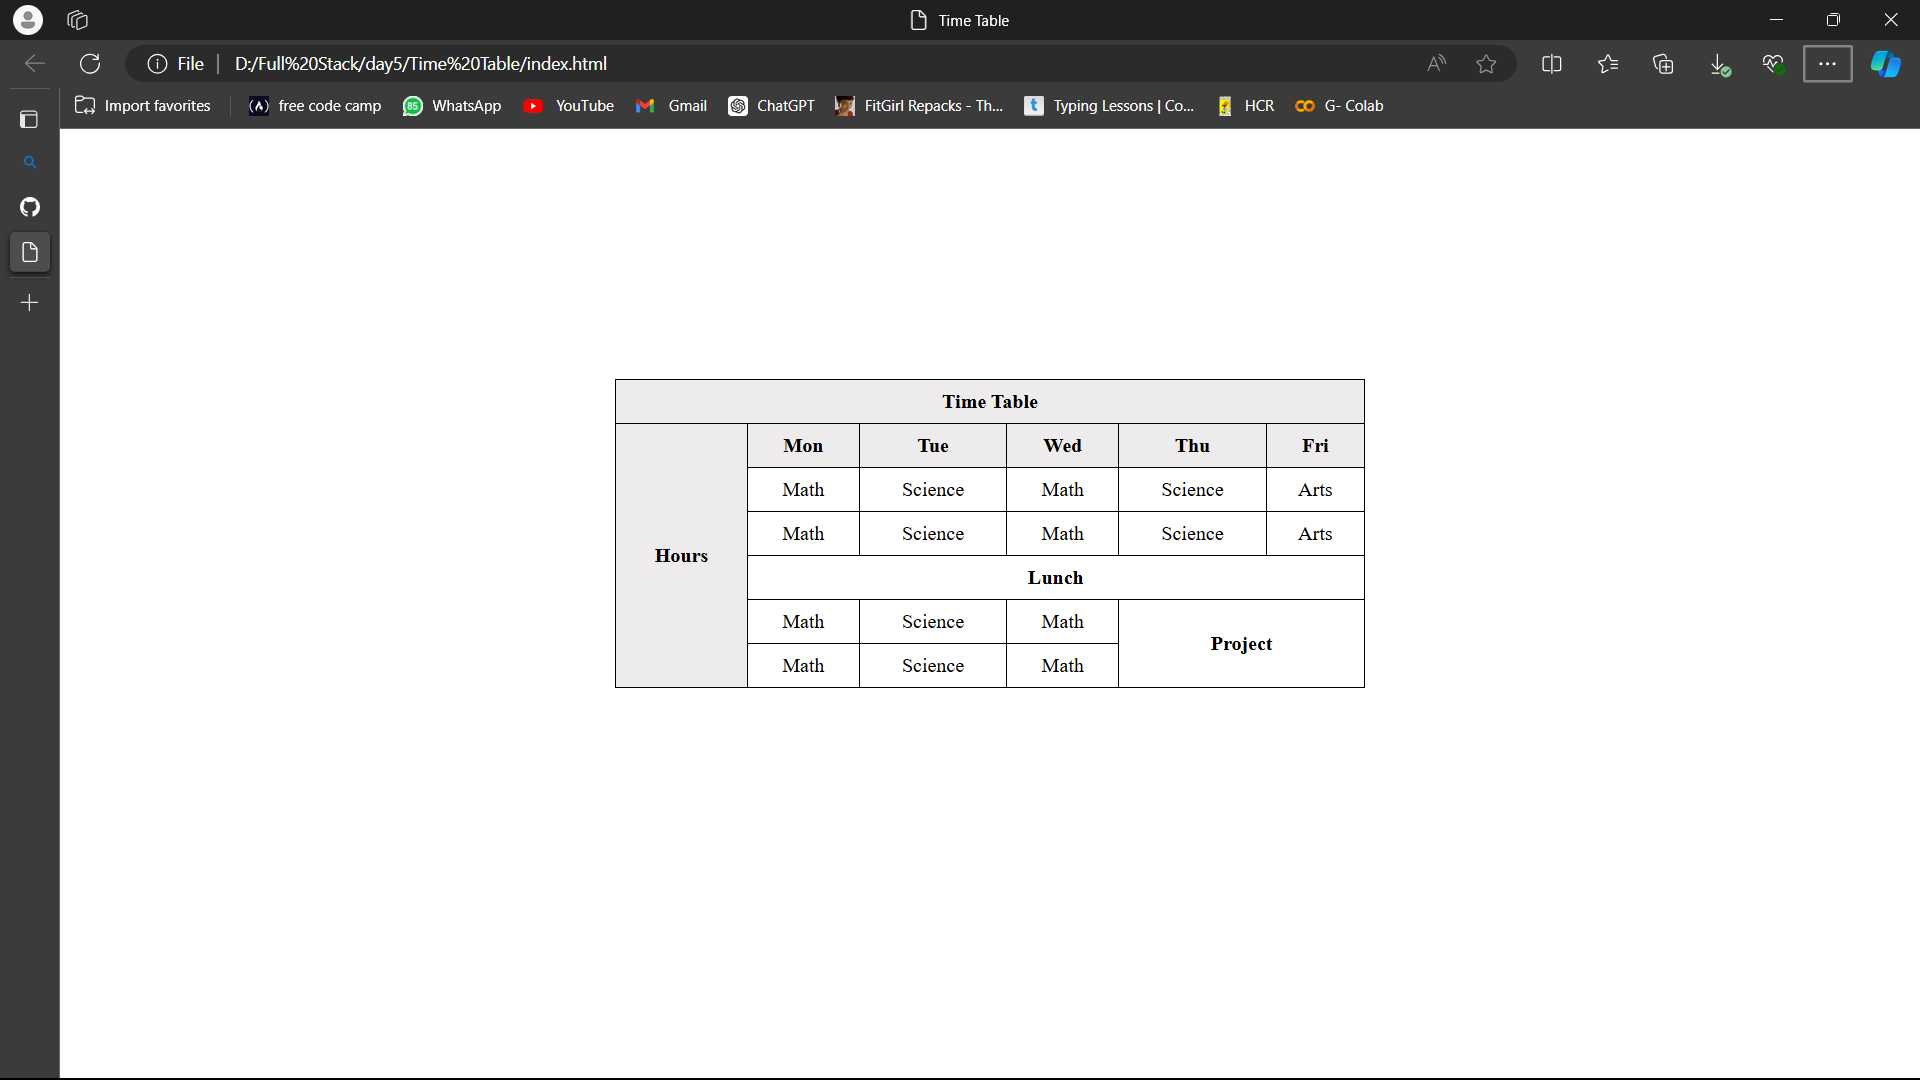 Time Table
File D:/Full%20Stack/day5/Time%20Table/index.html
Import favorites free code camp 85 WhatsApp YouTube Gmail ChatGPT FitGirl Repacks - Th... t Typing Lessons | Co... HCR G- Colab
Time Table
Mon Tue Wed Thu Fri
Math Science Math Science Arts
Math Science Math Science Arts
Hours
Lunch
Math Science Math
Project
Math Science Math